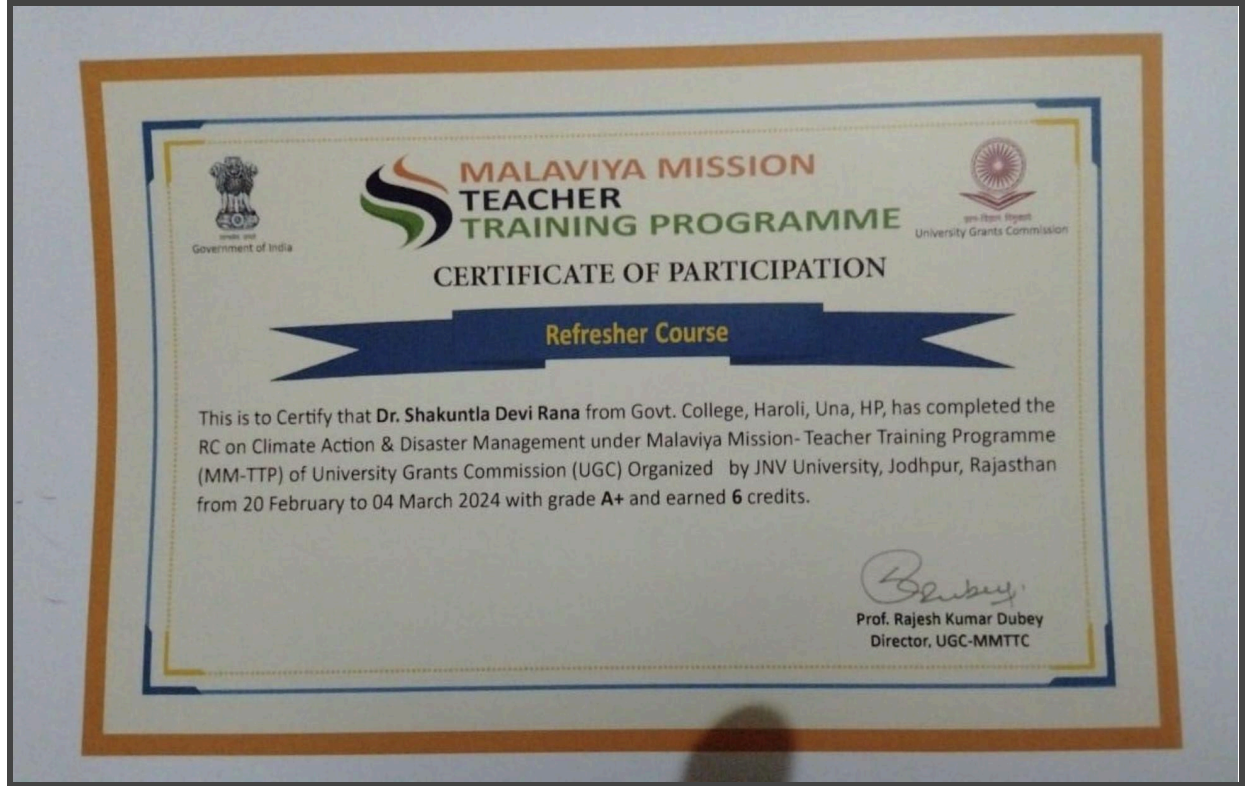 MALAVIYA MISSION
TEACHER
TRAINING PROGRAMME
Government of India
University Grants Commission
CERTIFICATE OF PARTICIPATION
Refresher Course
This is to Certify that Dr. Shakuntla Devi Rana from Govt. College, Haroli, Una, HP, has completed the
RC on Climate Action & Disaster Management under Malaviya Mission- Teacher Training Programme
(MM-TTP) of University Grants Commission (UGC) Organized by JNV University, Jodhpur, Rajasthan
from 20 February to 04 March 2024 with grade A+ and earned 6 credits.
Prof. Rajesh Kumar Dubey
Director, UGC-MMTTC